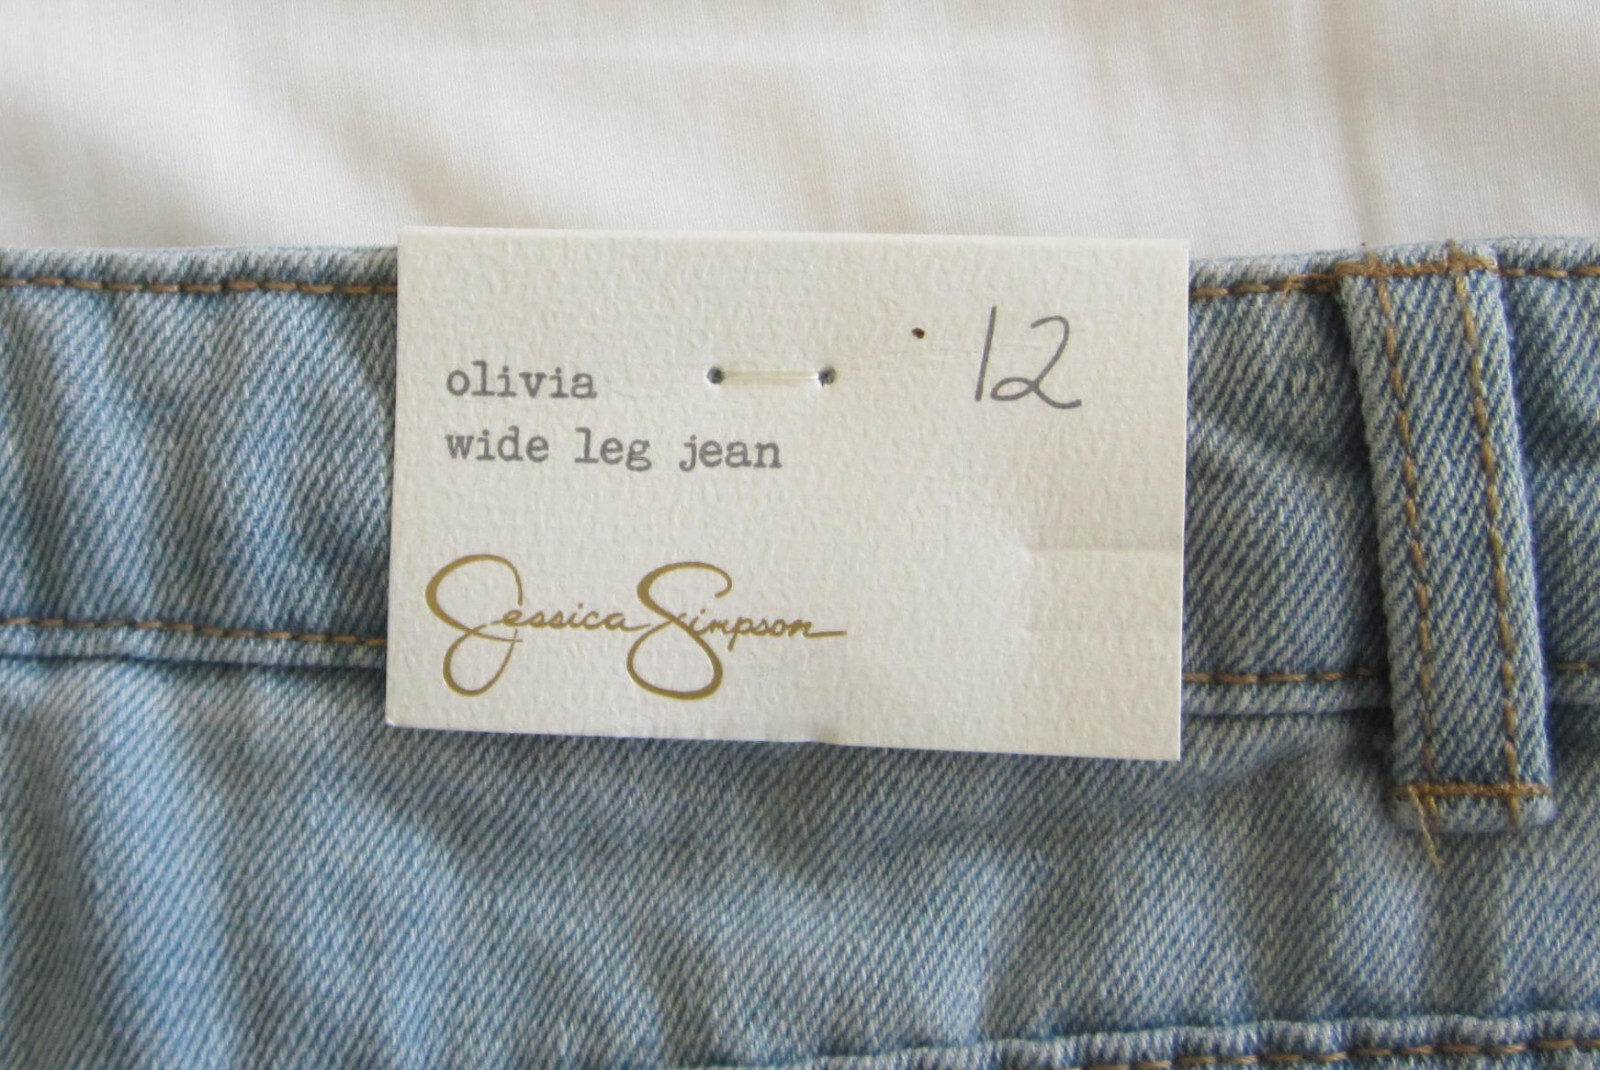 12
olivia
wide leg jean
Jessica Simpson